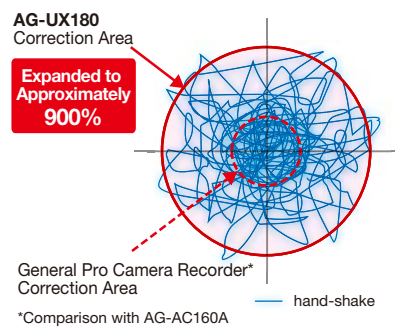 AG-UX180
Correction Area
Expanded to
Approximately
900%
General Pro Camera Recorder*
Correction Area
hand-shake
*Comparison with AG-AC160A